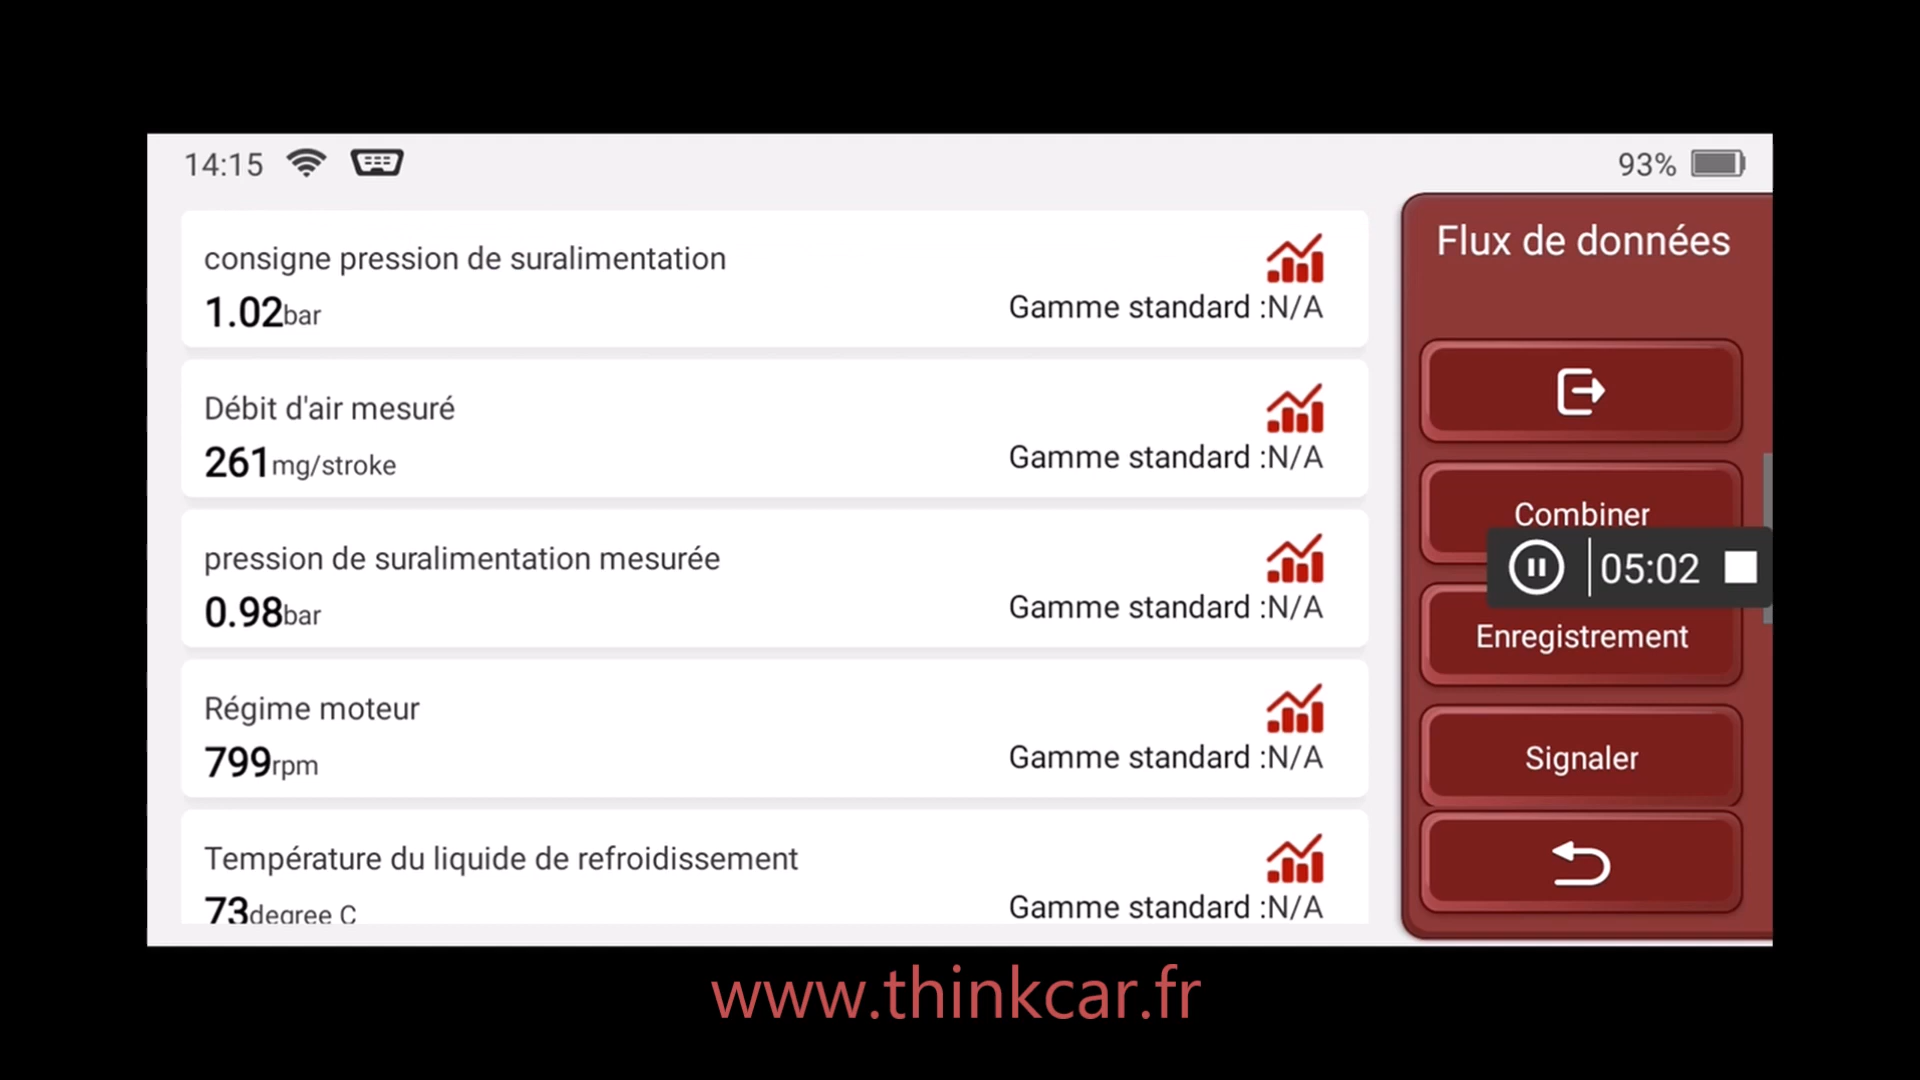 14:15
93%
Flux de données
consigne pression de suralimentation
1.02bar
Gamme standard :N/A
Débit d'air mesuré
261mg/stroke
Gamme standard :N/A
Combiner
05:02
pression de suralimentation mesurée
0.98bar
Gamme standard :N/A
Enregistrement
Régime moteur
799rpm
Gamme standard :N/A
Signaler
Température du liquide de refroidissement
73degree C
Gamme standard :N/A
www.thinkcar.fr